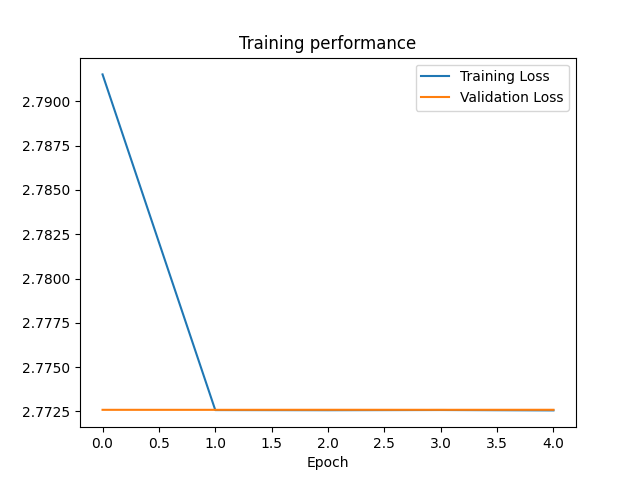 Training performance
Training Loss
Validation Loss
2.7900
2.7875
2.7850
2.7825
2.7800
2.7775
2.7750
2.7725
0.0 0.5 1.0 1.5 2.0 2.5 3.0 3.5 4.0
Epoch